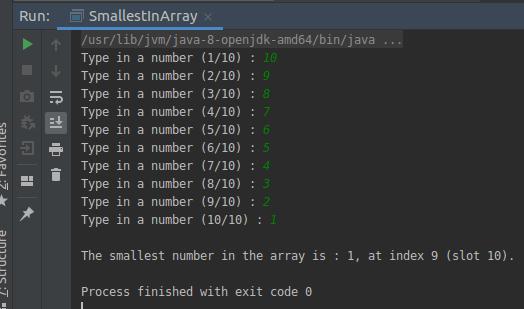 Run: SmallestInArray ×
/usr/lib/jvm/java-8-openjdk-amd64/bin/java ...
Type in a number (1/10) : 10
Type in a number (2/10) : 9
Type in a number (3/10) : 8
Type in a number (4/10) : 7
Type in a number (5/10) : 6
Type in a number (6/10) : 5
Type in a number (7/10) : 4
Type in a number (8/10) : 3
Type in a number (9/10) : 2
Type in a number (10/10) : 1
The smallest number in the array is : 1, at index 9 (slot 10).
Process finished with exit code 0
2: Favorites
7: Structure